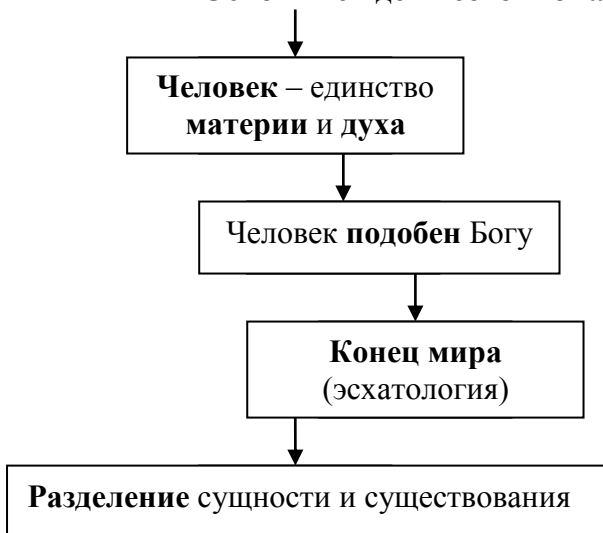 Человек – единство
материи и духа
Человек подобен Богу
Конец мира
(эсхатология)
Разделение сущности и существования